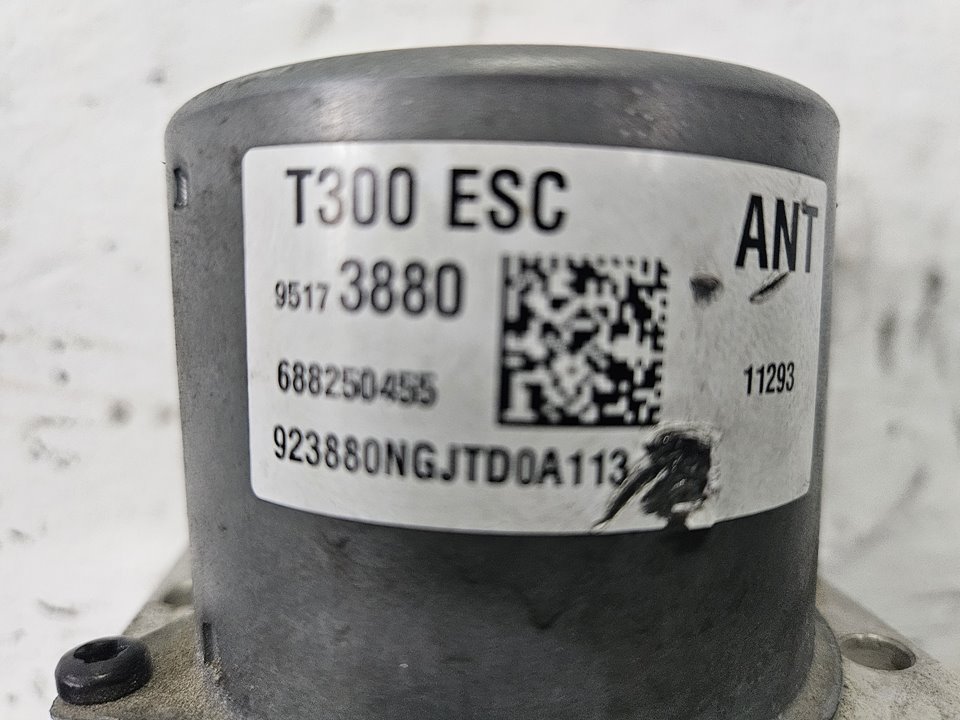 T300 ESC
ANT
9517 3880
688250455
11293
923880NGJTD0A113